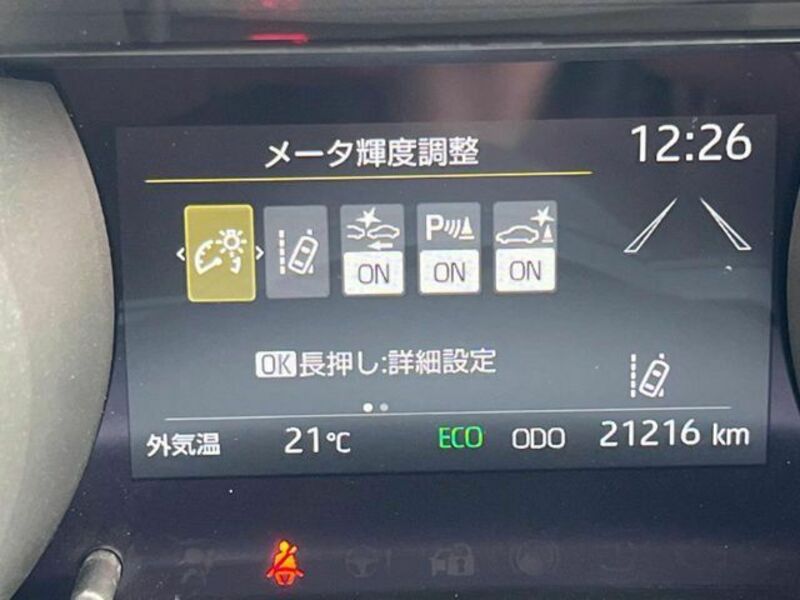 メータ輝度調整 12:26
P
ON ON ON
OK長押し:詳細設定
外気温 21℃ ECO ODO 21216 km